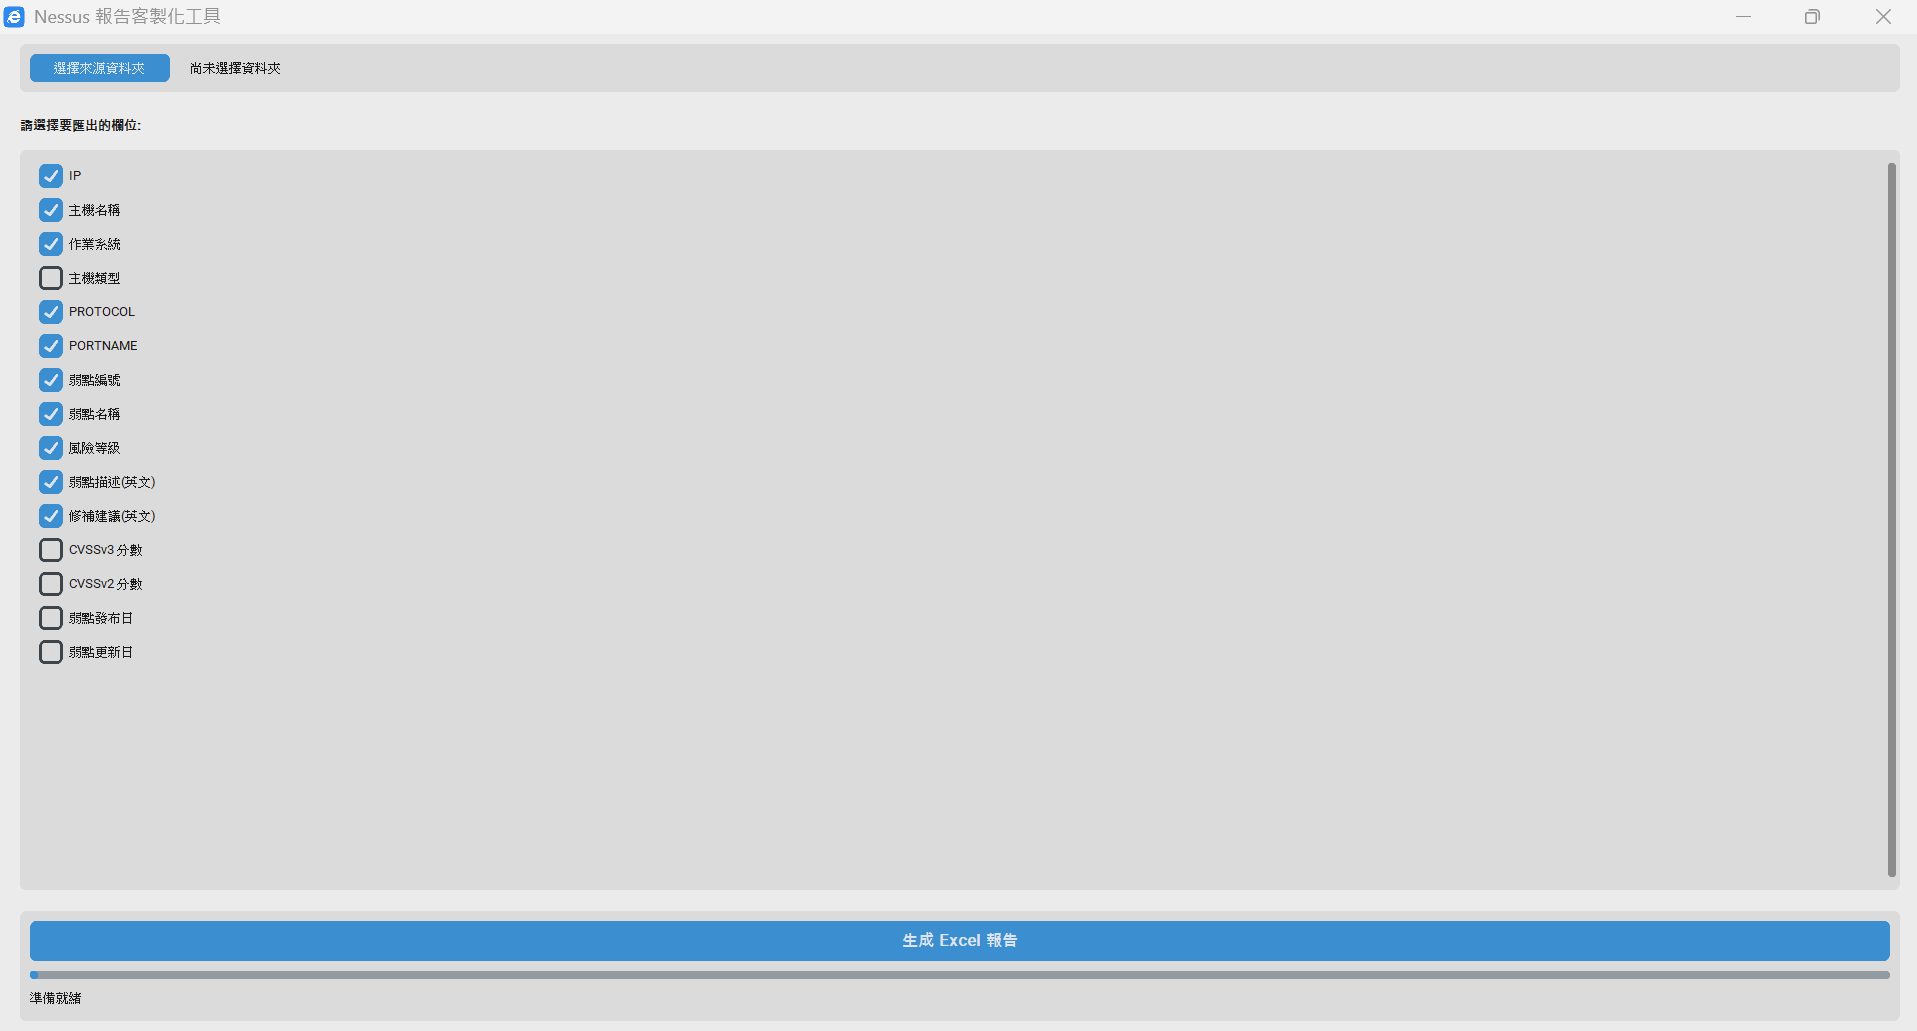 Nessus 報告客製化工具
選擇來源資料夾 尚未選擇資料夾
請選擇要匯出的欄位:
IP
主機名稱
作業系統
主機類型
PROTOCOL
PORTNAME
弱點編號
弱點名稱
風險等級
弱點描述(英文)
修補建議(英文)
CVSSv3 分數
CVSSv2 分數
弱點發布日
弱點更新日
生成 Excel 報告
準備就緒